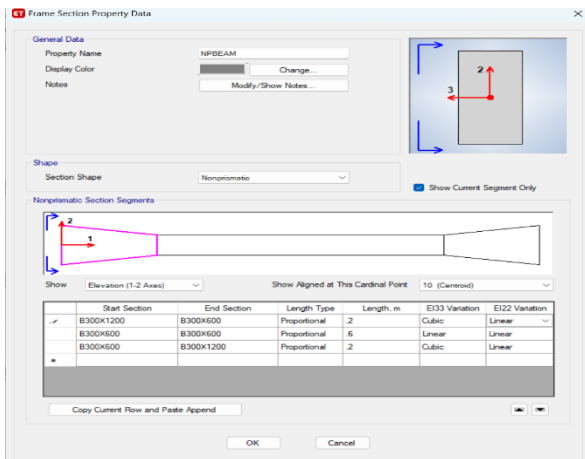 ET Frame Section Property Data
General Data
Property Name NPBEAM
Display Color Change...
Notes Modify/Show Notes...
2
3
Shape
Section Shape Nonprismatic
Show Current Segment Only
Nonprismatic Section Segments
2
1
Show Elevation (1-2 Axes) Show Aligned at This Cardinal Point 10 (Centroid)
Start Section End Section Length Type Length, m EI33 Variation EI22 Variation
B300X1200 B300X600 Proportional .2 Cubic Linear
B300X600 B300X600 Proportional .6 Linear Linear
B300X600 B300X1200 Proportional .2 Cubic Linear
Copy Current Row and Paste Append
OK Cancel